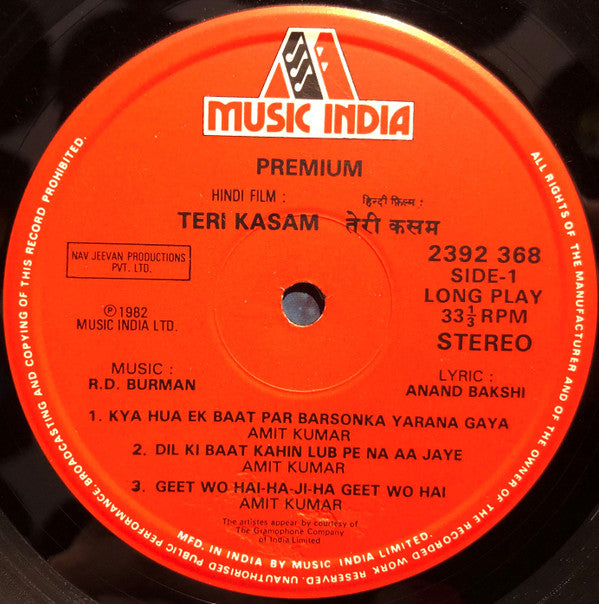 MUSIC INDIA
PREMIUM
HINDI FILM :
हिन्दी फ़िल्म :
TERI KASAM तेरी कसम
NAV JEEVAN PRODUCTIONS
PVT. LTD.
2392 368
SIDE-1
LONG PLAY
33⅓ RPM
STEREO
℗1982
MUSIC INDIA LTD.
MUSIC :
R.D. BURMAN
LYRIC :
ANAND BAKSHI
1. KYA HUA EK BAAT PAR BARSONKA YARANA GAYA
AMIT KUMAR
2. DIL KI BAAT KAHIN LUB PE NA AA JAYE
AMIT KUMAR
3. GEET WO HAI-HA-JI-HA GEET WO HAI
AMIT KUMAR
The artistes appear by courtesy of
The Gramophone Company
of India Limited
MFD. IN INDIA BY MUSIC INDIA LIMITED.
ALL RIGHTS OF THE MANUFACTURER AND OF THE OWNER OF THE RECORDED WORK RESERVED. UNAUTHORISED PUBLIC PERFORMANCE, BROADCASTING AND COPYING OF THIS RECORD PROHIBITED.